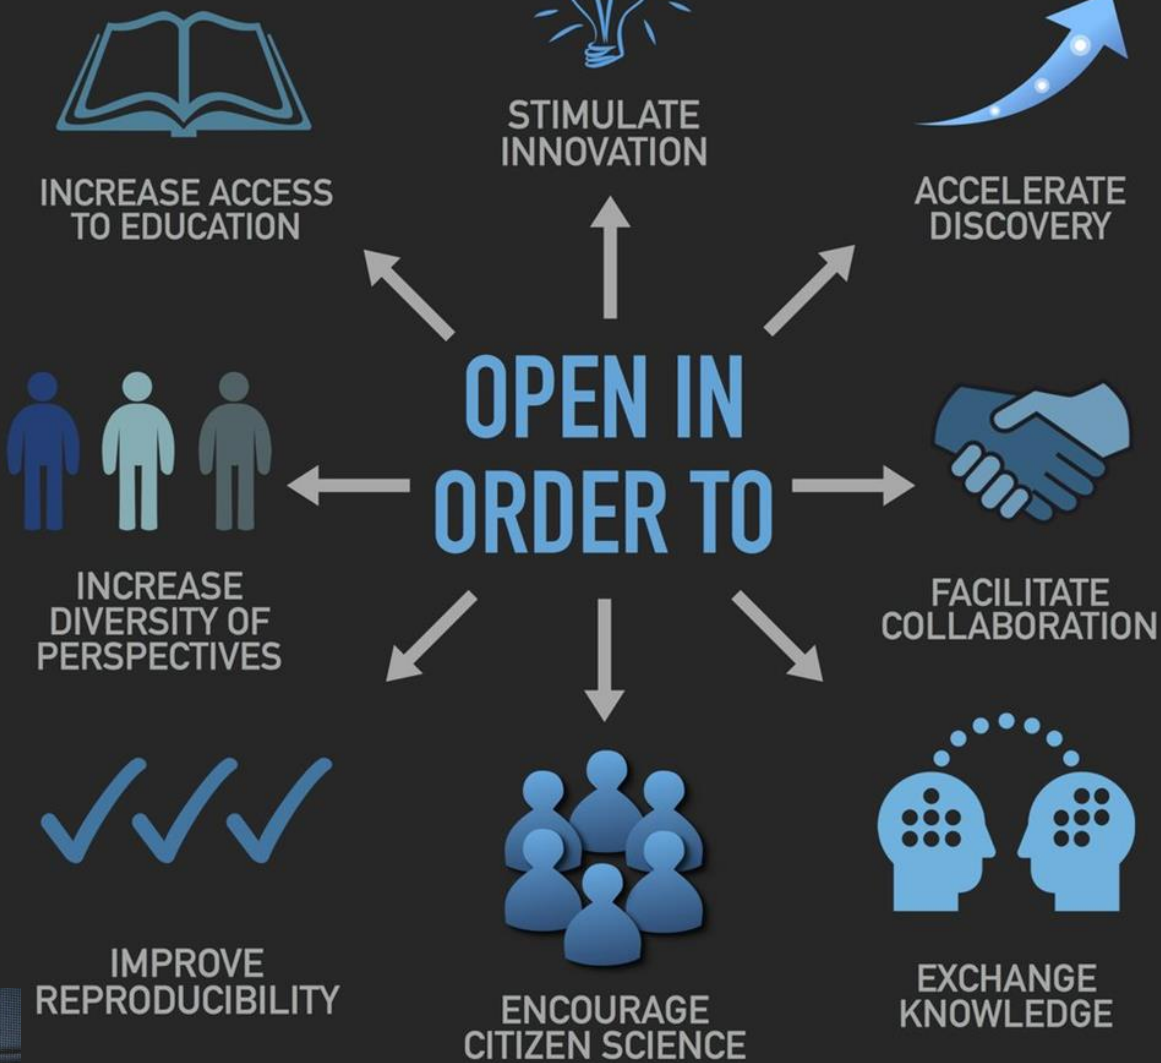 STIMULATE
INNOVATION
INCREASE ACCESS
TO EDUCATION
ACCELERATE
DISCOVERY
OPEN IN
ORDER TO
INCREASE
DIVERSITY OF
PERSPECTIVES
FACILITATE
COLLABORATION
IMPROVE
REPRODUCIBILITY
ENCOURAGE
CITIZEN SCIENCE
EXCHANGE
KNOWLEDGE